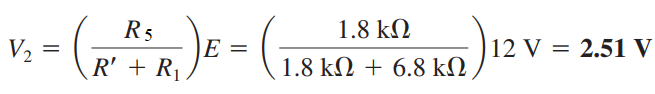 V₂ = (R₅ / (R′ + R₁))E = (1.8 kΩ / (1.8 kΩ + 6.8 kΩ))12 V = 2.51 V